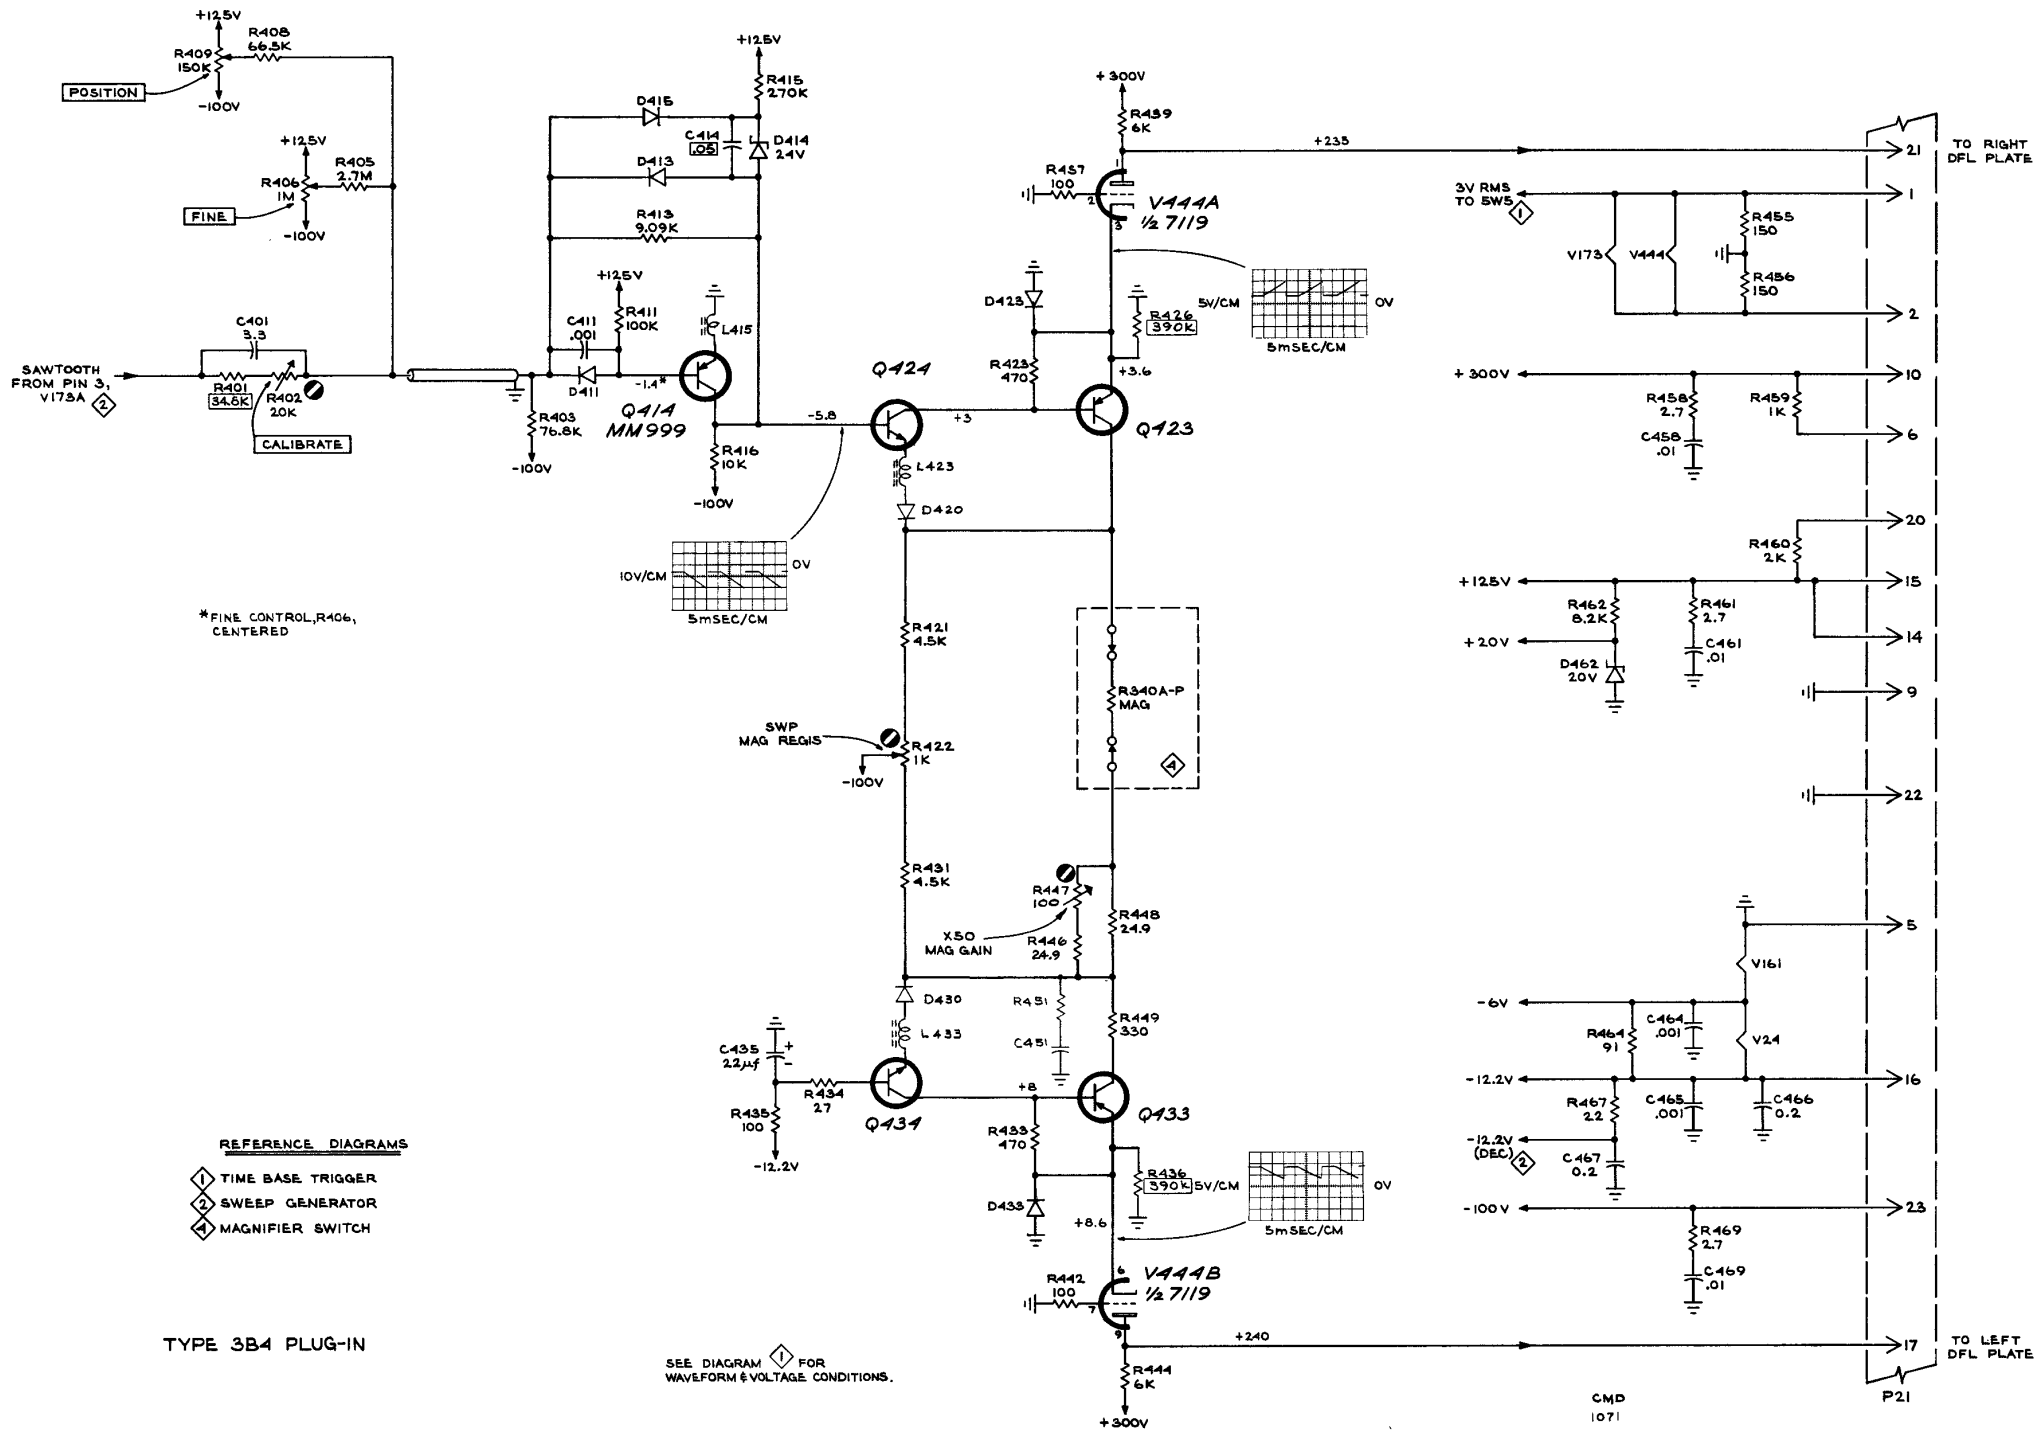 +125V
R409
150K
R408
66.5K
POSITION
-100V
+125V
R405
2.7M
R406
1M
FINE
-100V
SAWTOOTH
FROM PIN 3,
V173A
2
C401
3.3
R401
34.8K
R402
20K
CALIBRATE
R403
76.8K
-100V
D415
C414
.05
+125V
R415
270K
D414
24V
D413
R413
9.09K
+125V
R411
100K
C411
.001
D411
-1.4*
L415
Q414
MM999
R416
10K
-100V
-5.8
10V/CM
0V
5mSEC/CM
*FINE CONTROL, R406,
CENTERED
Q424
+3
L423
D420
R421
4.5K
SWP
MAG REGIS
R422
1K
-100V
R431
4.5K
D430
L433
Q434
C435
22µf
+
-
R434
27
R435
100
-12.2V
+300V
R439
6K
+235
R457
100
1
2
3
V444A
1/2 7119
D423
R423
470
R426
390K
+3.6
Q423
5V/CM
0V
5mSEC/CM
R340A-P
MAG
4
R447
100
R448
24.9
X50
MAG GAIN
R446
24.9
R451
C451
R449
330
+8
Q433
R433
470
D433
R436
390K
+8.6
5V/CM
0V
5mSEC/CM
6
7
9
R442
100
V444B
1/2 7119
+240
R444
6K
+300V
21
TO RIGHT
DFL PLATE
3V RMS
TO SW5
1
1
V173
V444
R455
150
R456
150
2
+300V
10
R458
2.7
R459
1K
C458
.01
6
20
R460
2K
+125V
15
R462
8.2K
R461
2.7
+20V
14
C461
.01
D462
20V
9
22
5
V161
-6V
C464
.001
R464
91
V24
-12.2V
16
R467
22
C465
.001
C466
0.2
-12.2V
(DEC)
2
C467
0.2
-100V
23
R469
2.7
C469
.01
17
TO LEFT
DFL PLATE
P21
REFERENCE DIAGRAMS
1 TIME BASE TRIGGER
2 SWEEP GENERATOR
4 MAGNIFIER SWITCH
TYPE 3B4 PLUG-IN
SEE DIAGRAM 1 FOR
WAVEFORM & VOLTAGE CONDITIONS.
CMD
1071